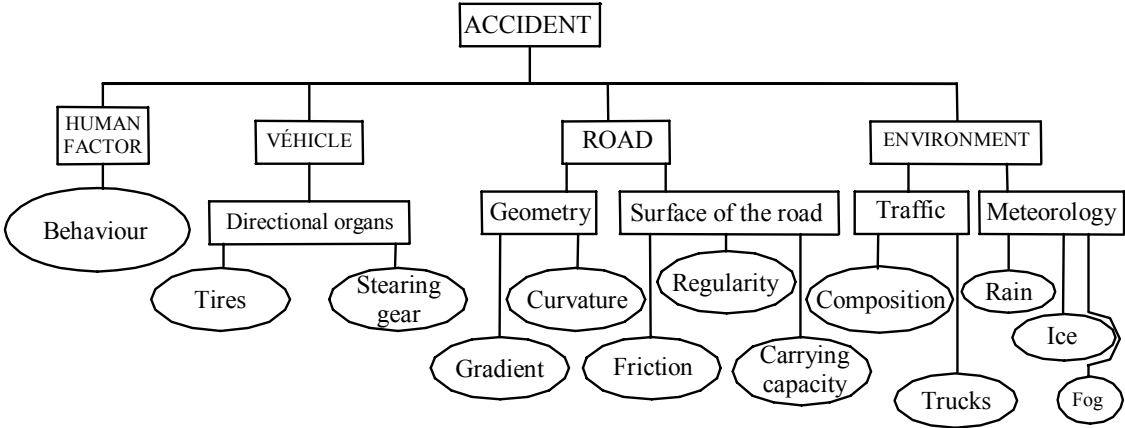 ACCIDENT
HUMAN
FACTOR
VÉHICLE
ROAD
ENVIRONMENT
Behaviour
Directional organs
Geometry
Surface of the road
Traffic
Meteorology
Tires
Stearing
gear
Curvature
Regularity
Composition
Rain
Ice
Gradient
Friction
Carrying
capacity
Trucks
Fog